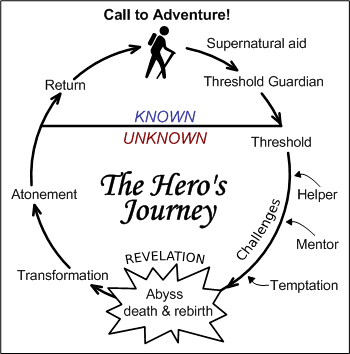 Call to Adventure!
Supernatural aid
Threshold Guardian
Return
KNOWN
UNKNOWN
Threshold
Helper
Atonement
The Hero's
Journey
Challenges
Mentor
REVELATION
Transformation
Temptation
Abyss
death & rebirth